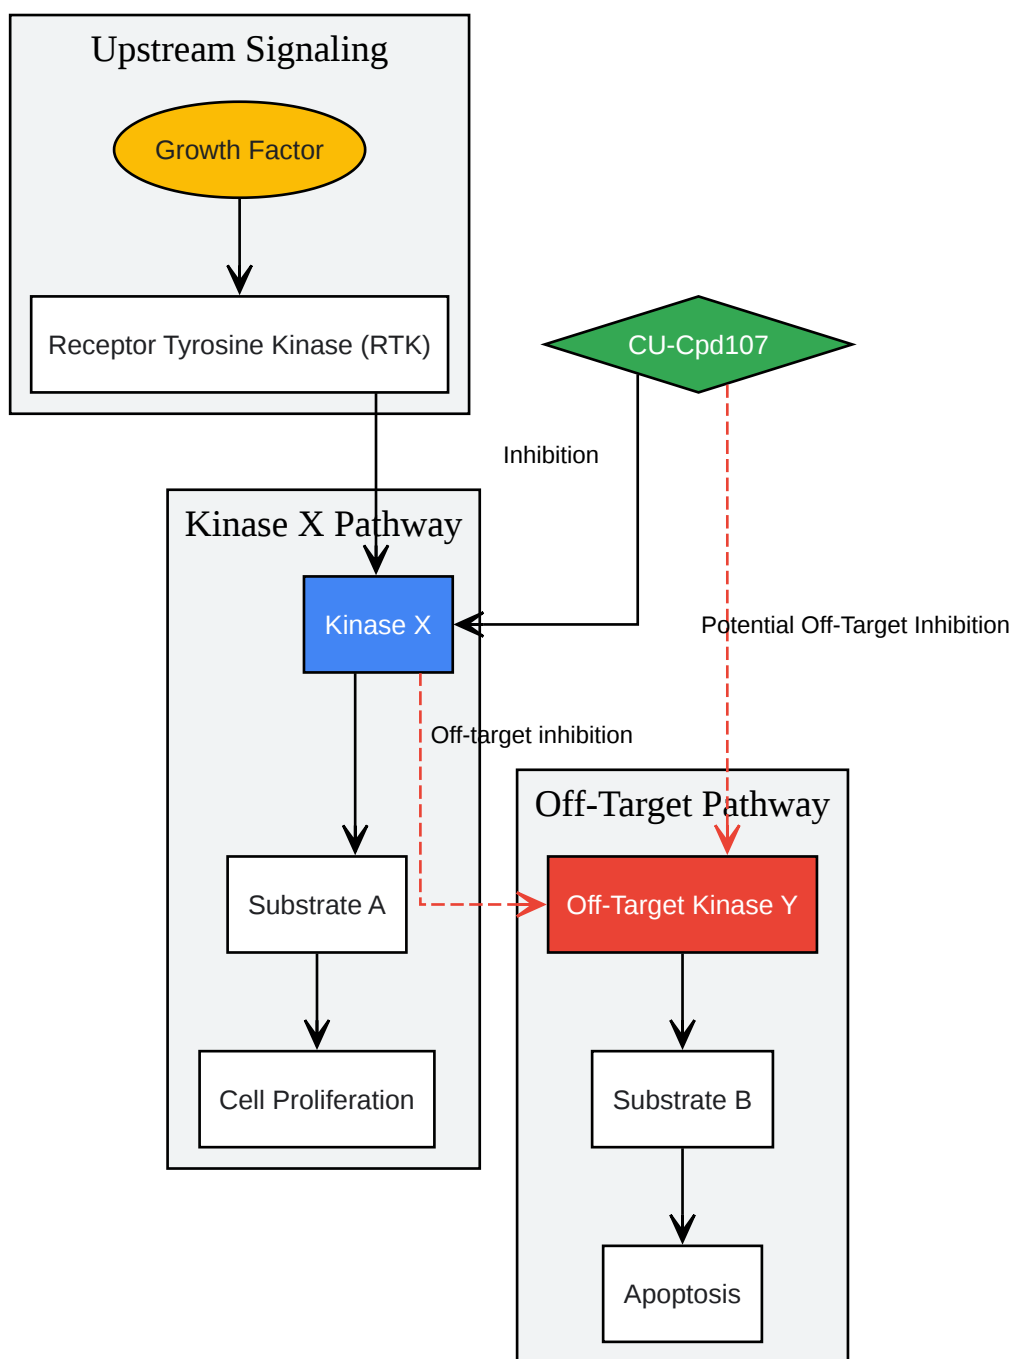 Upstream Signaling
Growth Factor
Receptor Tyrosine Kinase (RTK)
CU-Cpd107
Inhibition
Kinase X Pathway
Kinase X
Potential Off-Target Inhibition
Off-target inhibition
Off-Target Pathway
Substrate A
Off-Target Kinase Y
Cell Proliferation
Substrate B
Apoptosis